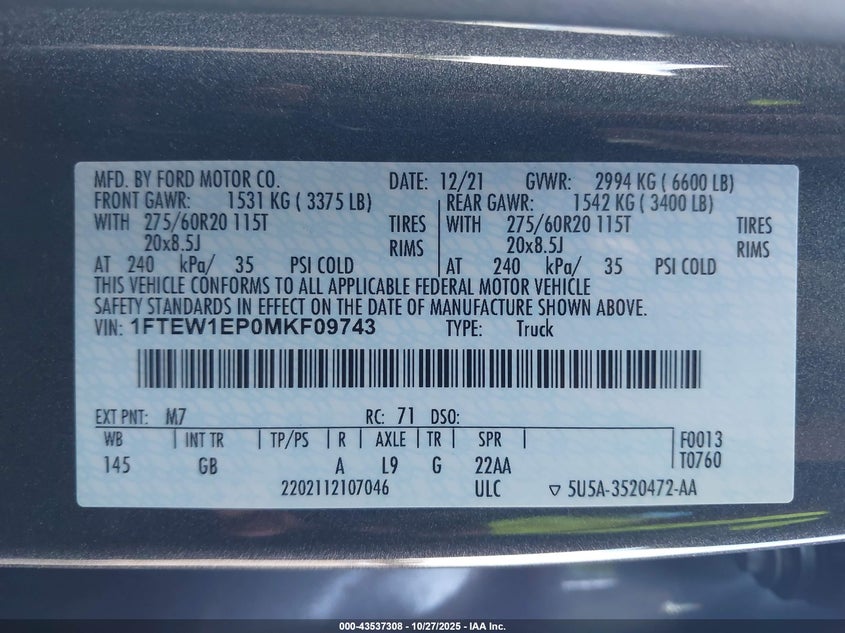 MFD. BY FORD MOTOR CO. DATE: 12/21 GVWR: 2994 KG ( 6600 LB)
FRONT GAWR: 1531 KG ( 3375 LB) REAR GAWR: 1542 KG ( 3400 LB)
WITH 275/60R20 115T TIRES WITH 275/60R20 115T TIRES
20x8.5J RIMS 20x8.5J RIMS
AT 240 kPa/ 35 PSI COLD AT 240 kPa/ 35 PSI COLD
THIS VEHICLE CONFORMS TO ALL APPLICABLE FEDERAL MOTOR VEHICLE
SAFETY STANDARDS IN EFFECT ON THE DATE OF MANUFACTURE SHOWN ABOVE.
VIN: 1FTEW1EP0MKF09743 TYPE: Truck
EXT PNT: M7 RC: 71 DSO:
WB INT TR TP/PS R AXLE TR SPR F0013
145 GB A L9 G 22AA T0760
2202112107046 ULC ▽ 5U5A-3520472-AA
000-43537308 | 10/27/2025 - IAA Inc.